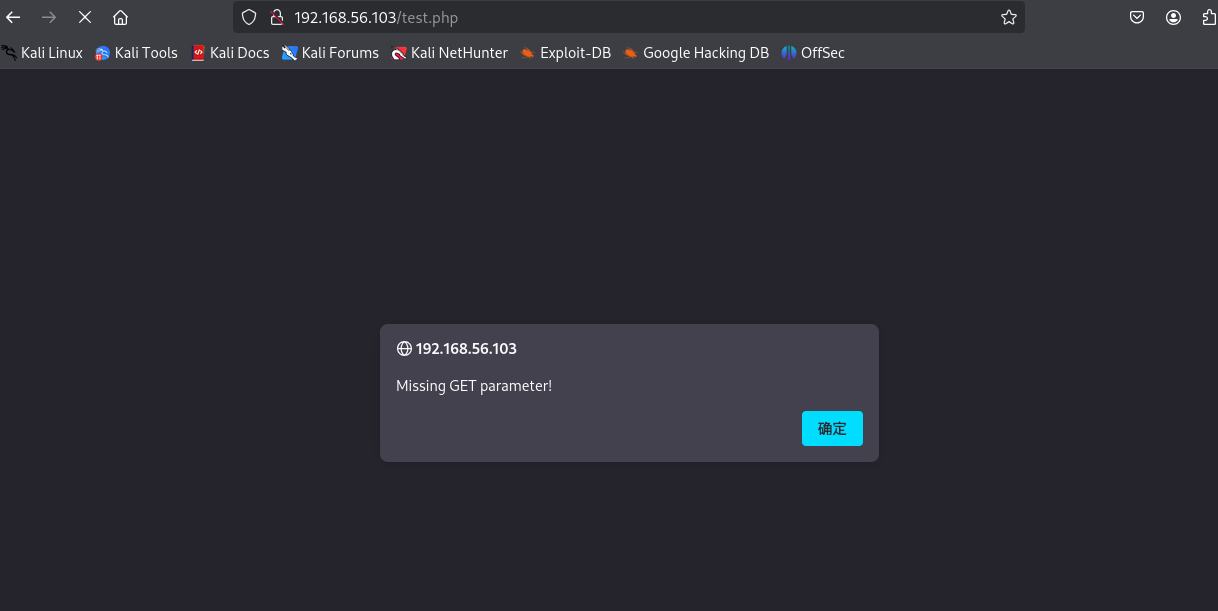 192.168.56.103/test.php
Kali Linux Kali Tools Kali Docs Kali Forums Kali NetHunter Exploit-DB Google Hacking DB OffSec
192.168.56.103
Missing GET parameter!
确定